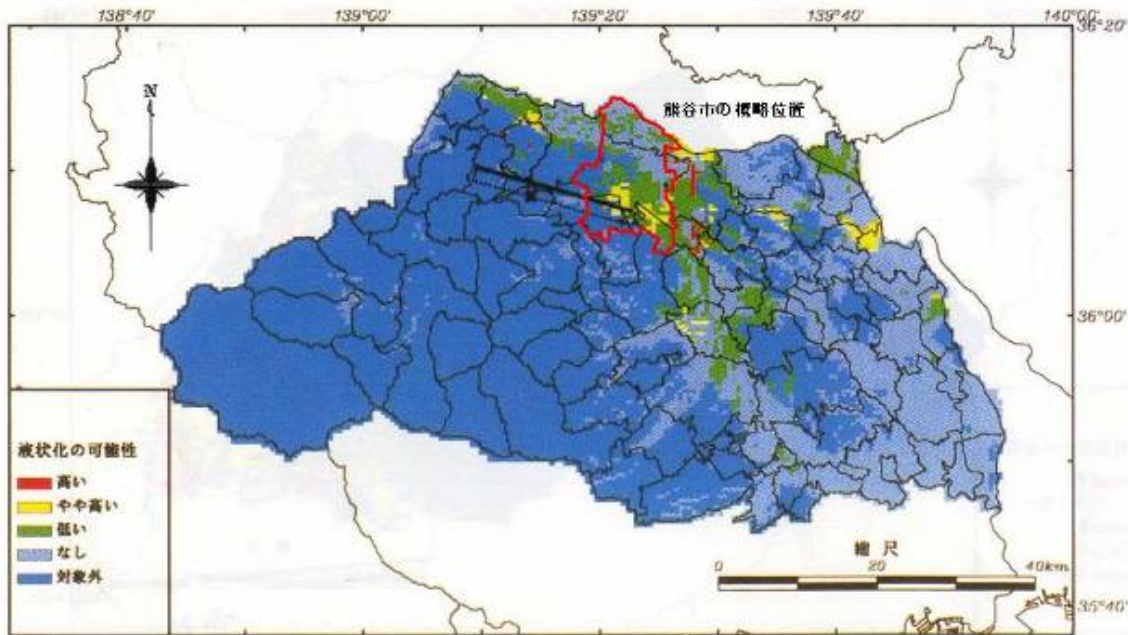 138°40'
139°00'
139°20'
139°40'
140°00'
36°20'
N
熊谷市の概略位置
36°00'
液状化の可能性
高い
やや高い
低い
なし
対象外
縮 尺
0 20 40km
35°40'